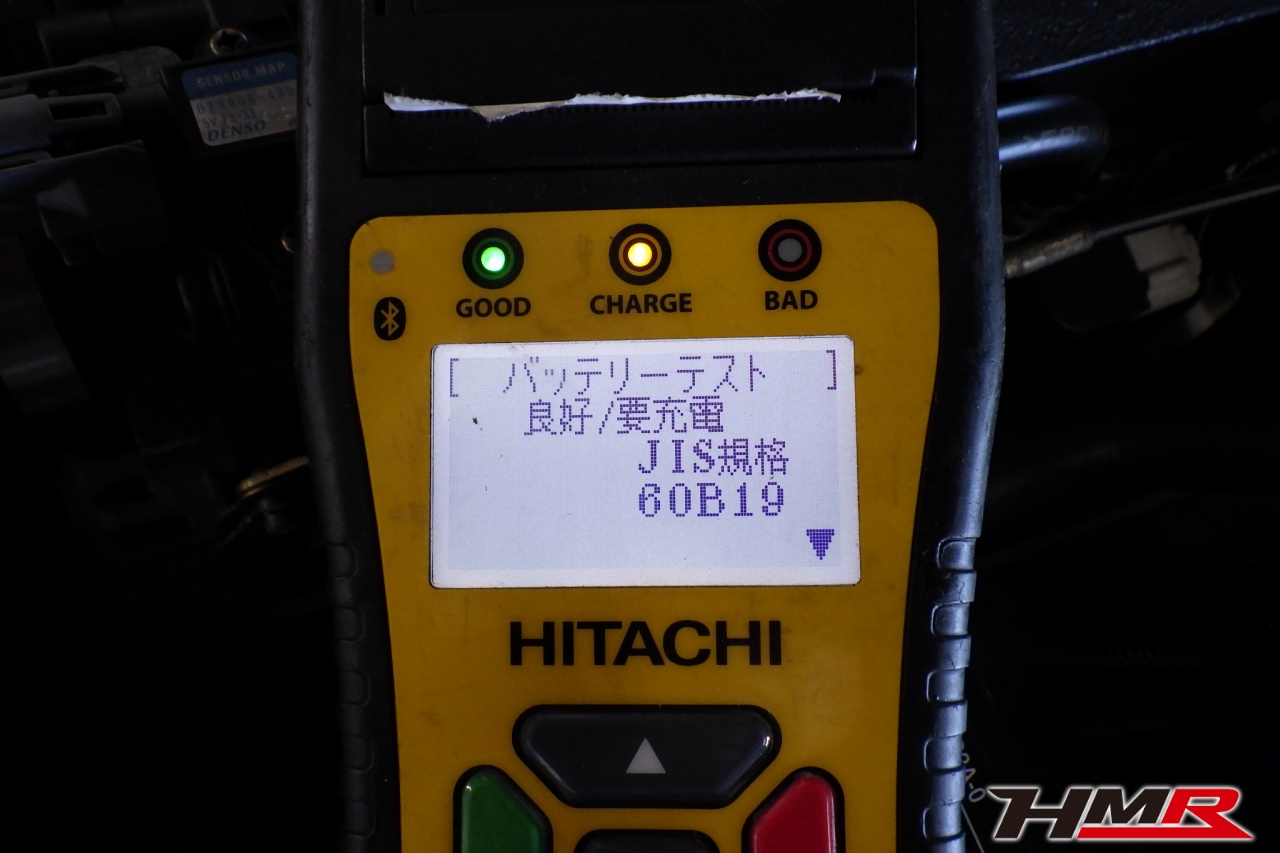 SENSOR,MAP
DENSO
GOOD
CHARGE
BAD
[ バッテリーテスト ]
良好/要充電
JIS規格
60B19
HITACHI
HMR